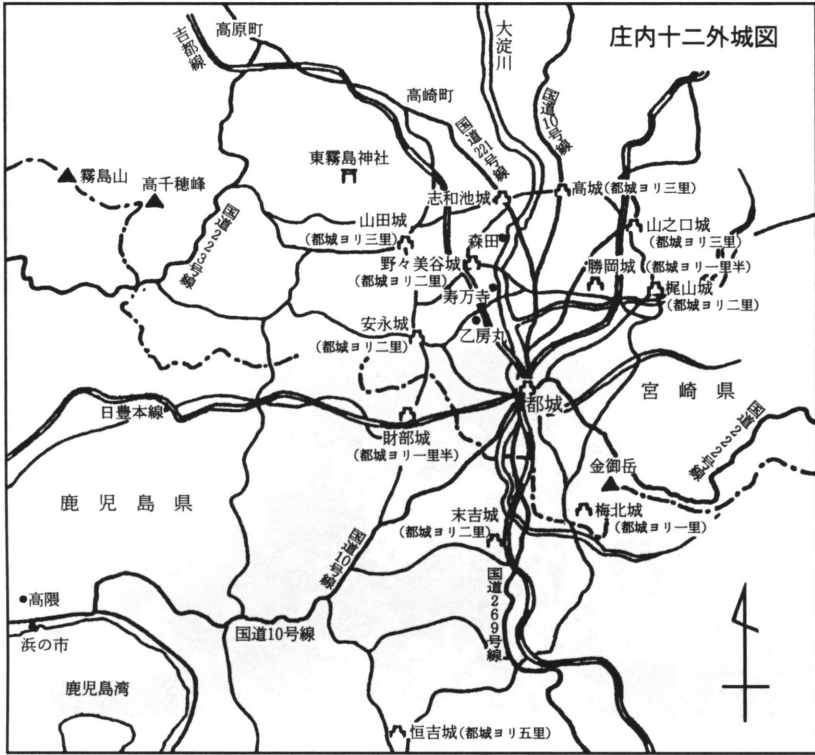 庄内十二外城図
高原町
吉都線
大淀川
高崎町
国道10号線
国道221号線
東霧島神社
霧島山
高千穂峰
志和池城
高城(都城ヨリ三里)
国道223号線
山田城
(都城ヨリ三里)
森田
山之口城
(都城ヨリ三里)
野々美谷城
(都城ヨリ二里)
勝岡城
(都城ヨリ一里半)
寿万寺
梶山城
(都城ヨリ二里)
安永城
(都城ヨリ二里)
乙房丸
都城
宮崎県
日豊本線
財部城
(都城ヨリ一里半)
国道222号線
金御岳
鹿児島県
末吉城
(都城ヨリ二里)
梅北城
(都城ヨリ一里)
国道10号線
国道269号線
高隈
浜の市
国道10号線
鹿児島湾
恒吉城(都城ヨリ五里)